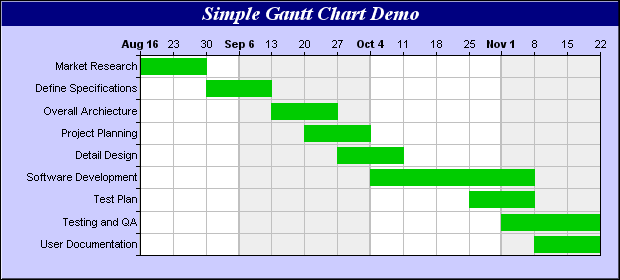 Simple Gantt Chart Demo
Aug 16 23 30 Sep 6 13 20 27 Oct 4 11 18 25 Nov 1 8 15 22
Market Research
Define Specifications
Overall Archiecture
Project Planning
Detail Design
Software Development
Test Plan
Testing and QA
User Documentation